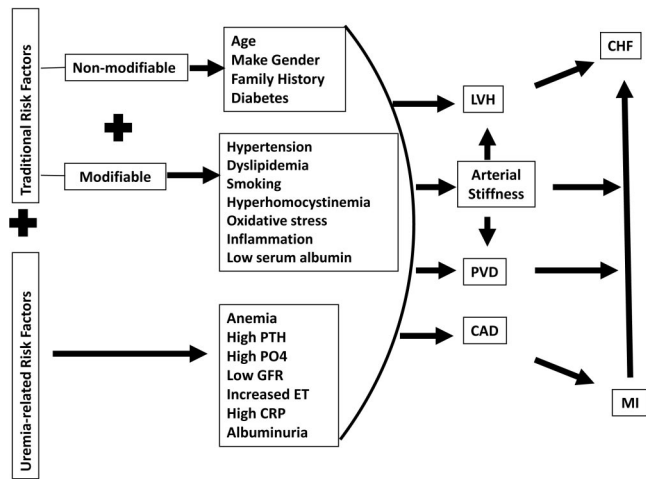 Traditional Risk Factors
Non-modifiable
Age
Make Gender
Family History
Diabetes
Modifiable
Hypertension
Dyslipidemia
Smoking
Hyperhomocystinemia
Oxidative stress
Inflammation
Low serum albumin
Uremia-related Risk Factors
Anemia
High PTH
High PO4
Low GFR
Increased ET
High CRP
Albuminuria
LVH
Arterial
Stiffness
PVD
CAD
CHF
MI